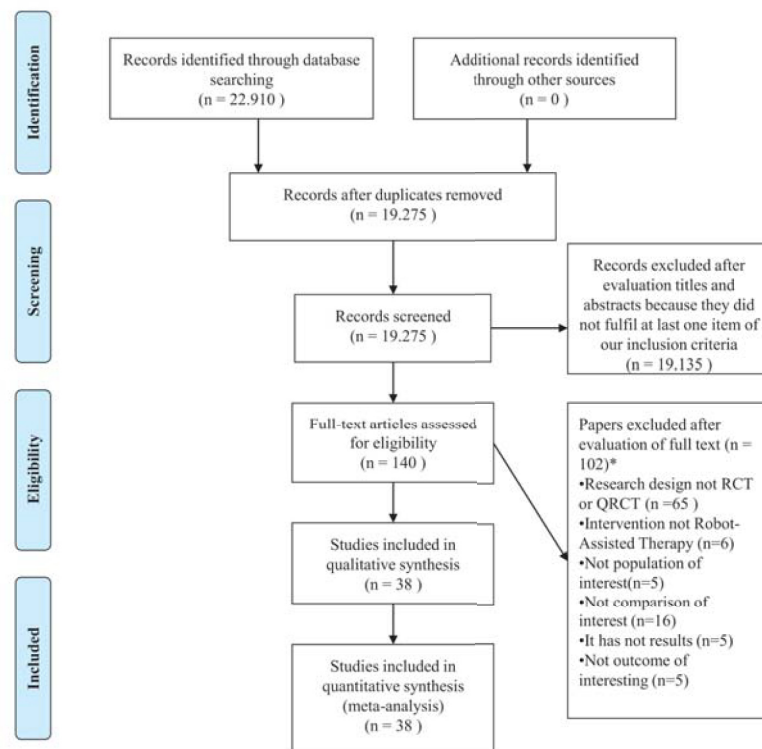 Identification
Records identified through database
searching
(n = 22.910 )
Additional records identified
through other sources
(n = 0 )
Records after duplicates removed
(n = 19.275 )
Screening
Records screened
(n = 19.275 )
Records excluded after
evaluation titles and
abstracts because they did
not fulfil at last one item of
our inclusion criteria
(n = 19.135 )
Eligibility
Full-text articles assessed
for eligibility
(n = 140 )
Papers excluded after
evaluation of full text (n =
102)*
•Research design not RCT
or QRCT (n =65 )
•Intervention not Robot-
Assisted Therapy (n=6)
•Not population of
interest(n=5)
•Not comparison of
interest (n=16)
•It has not results (n=5)
•Not outcome of
interesting (n=5)
Studies included in
qualitative synthesis
(n = 38 )
Included
Studies included in
quantitative synthesis
(meta-analysis)
(n = 38 )